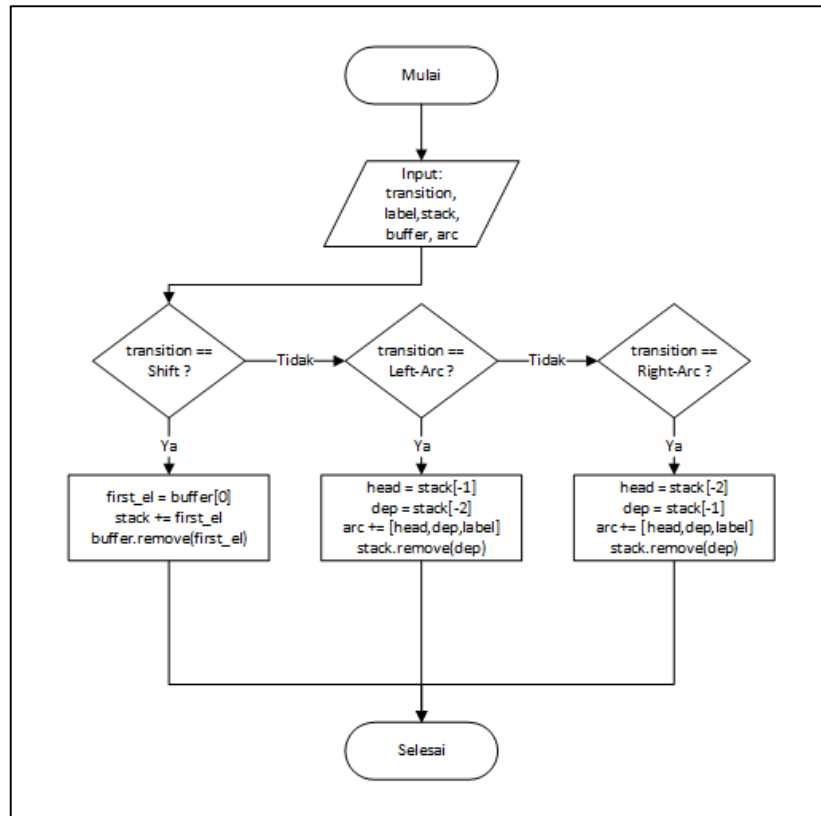 Mulai
Input:
transition,
label,stack,
buffer, arc
transition ==
Shift ?
Tidak
transition ==
Left-Arc ?
Tidak
transition ==
Right-Arc ?
Ya
Ya
Ya
first_el = buffer[0]
stack += first_el
buffer.remove(first_el)
head = stack[-1]
dep = stack[-2]
arc += [head,dep,label]
stack.remove(dep)
head = stack[-2]
dep = stack[-1]
arc += [head,dep,label]
stack.remove(dep)
Selesai